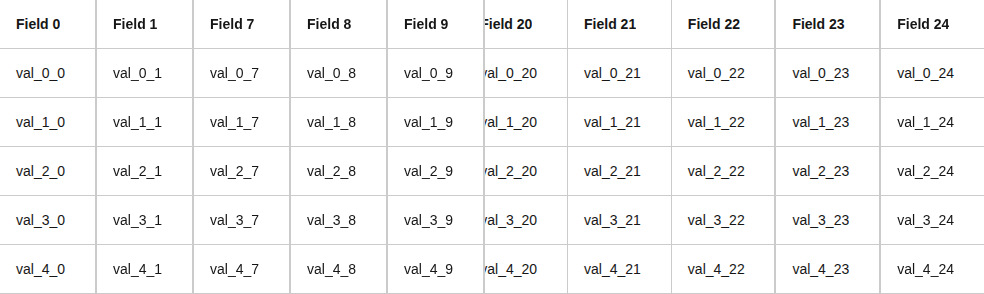 Field 0 Field 1 Field 7 Field 8 Field 9 Field 20 Field 21 Field 22 Field 23 Field 24
val_0_0 val_0_1 val_0_7 val_0_8 val_0_9 val_0_20 val_0_21 val_0_22 val_0_23 val_0_24
val_1_0 val_1_1 val_1_7 val_1_8 val_1_9 val_1_20 val_1_21 val_1_22 val_1_23 val_1_24
val_2_0 val_2_1 val_2_7 val_2_8 val_2_9 val_2_20 val_2_21 val_2_22 val_2_23 val_2_24
val_3_0 val_3_1 val_3_7 val_3_8 val_3_9 val_3_20 val_3_21 val_3_22 val_3_23 val_3_24
val_4_0 val_4_1 val_4_7 val_4_8 val_4_9 val_4_20 val_4_21 val_4_22 val_4_23 val_4_24